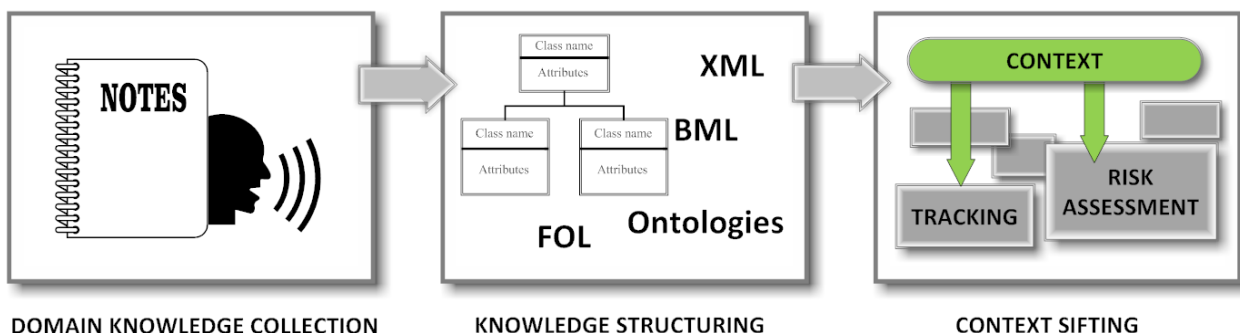 NOTES
Class name
Attributes
Class name
Attributes
Class name
Attributes
XML
BML
FOL
Ontologies
CONTEXT
TRACKING
RISK
ASSESSMENT
DOMAIN KNOWLEDGE COLLECTION
KNOWLEDGE STRUCTURING
CONTEXT SIFTING